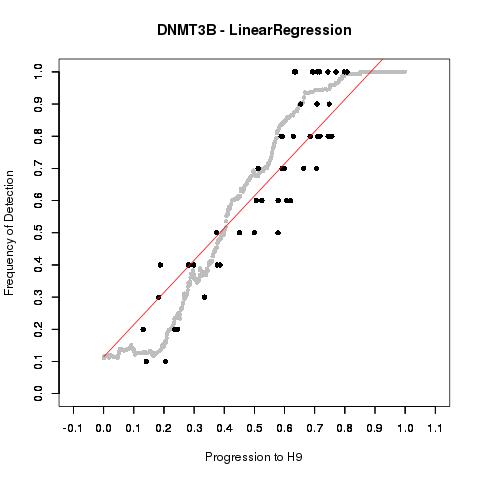 DNMT3B - LinearRegression
Frequency of Detection
1.0
0.9
0.8
0.7
0.6
0.5
0.4
0.3
0.2
0.1
0.0
-0.1 0.0 0.1 0.2 0.3 0.4 0.5 0.6 0.7 0.8 0.9 1.0 1.1
Progression to H9